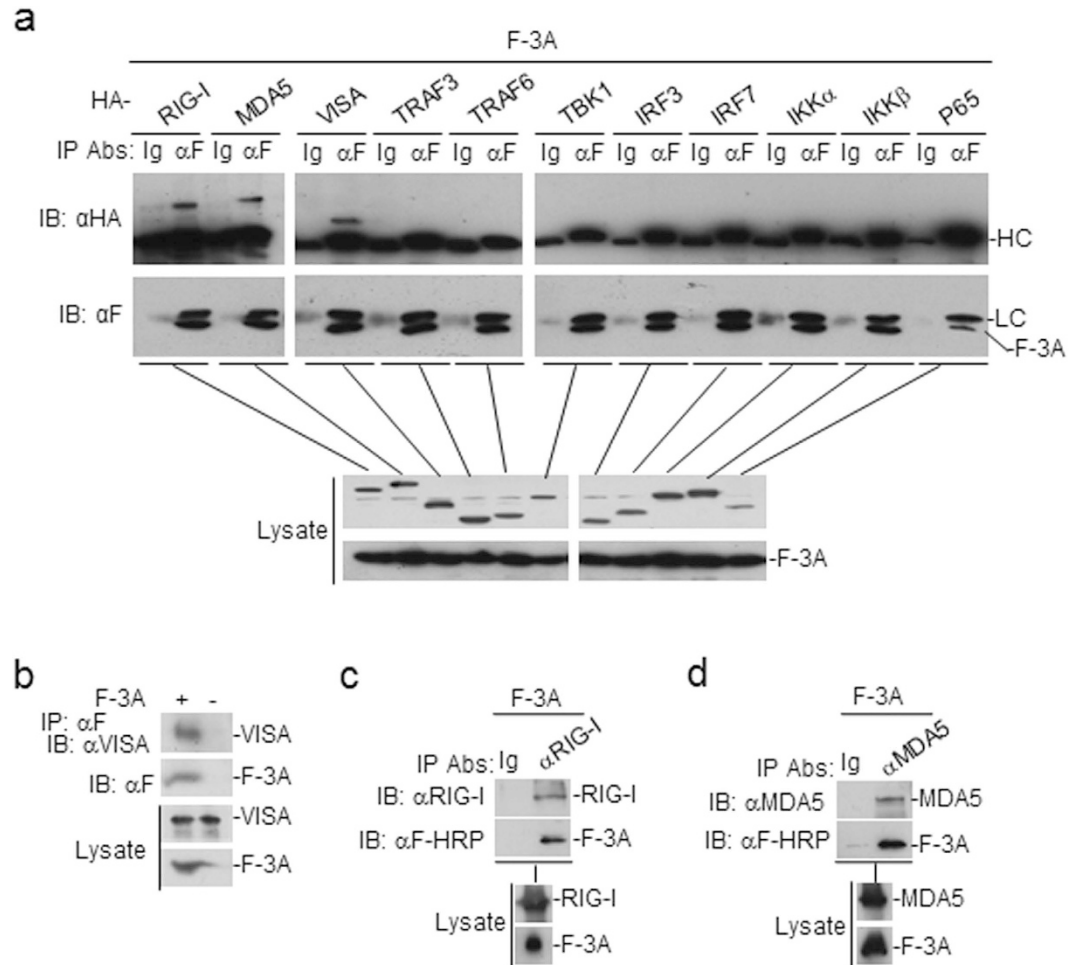 a
F-3A
HA- RIG-I MDA5 VISA TRAF3 TRAF6 TBK1 IRF3 IRF7 IKKα IKKβ P65
IP Abs: Ig αF Ig αF Ig αF Ig αF Ig αF Ig αF Ig αF Ig αF Ig αF Ig αF Ig αF
IB: αHA -HC
IB: αF -LC
-F-3A
Lysate -F-3A
b
F-3A + -
IP: αF
IB: αVISA -VISA
IB: αF -F-3A
Lysate -VISA
-F-3A
c
F-3A
IP Abs: Ig αRIG-I
IB: αRIG-I -RIG-I
IB: αF-HRP -F-3A
Lysate -RIG-I
-F-3A
d
F-3A
IP Abs: Ig αMDA5
IB: αMDA5 -MDA5
IB: αF-HRP -F-3A
Lysate -MDA5
-F-3A